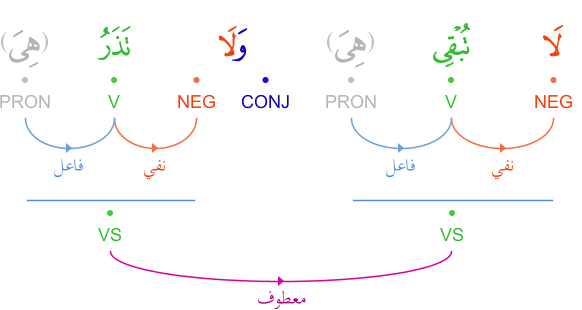 لَا تُبْقِى (هِىَ) وَلَا تَذَرُ (هِىَ)
NEG V PRON CONJ NEG V PRON
نفي فاعل نفي فاعل
VS VS
معطوف